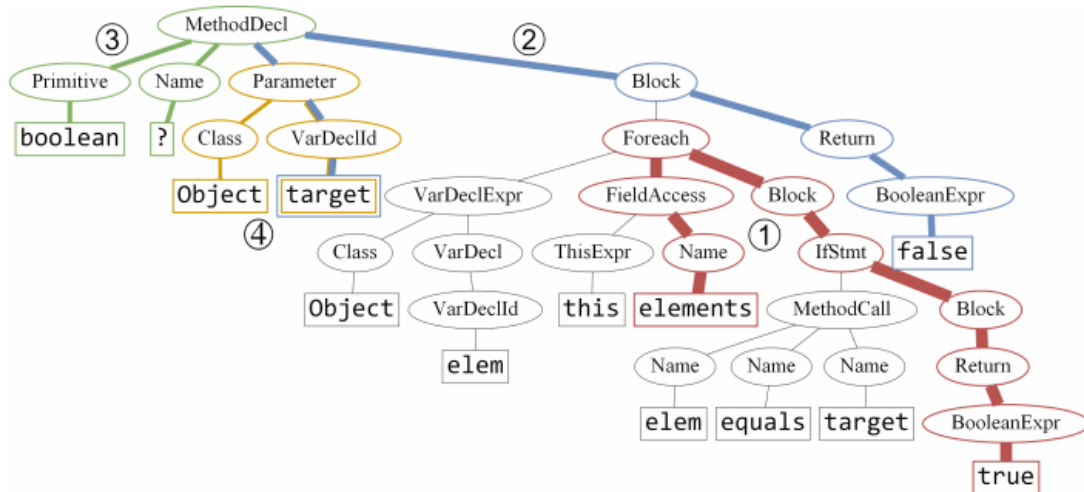 MethodDecl
③ ②
Primitive Name Parameter Block
boolean ? Class VarDeclId Foreach Return
Object target VarDeclExpr FieldAccess Block BooleanExpr
④ ①
Class VarDecl ThisExpr Name IfStmt false
Object VarDeclId this elements MethodCall Block
elem Name Name Name Return
elem equals target BooleanExpr
true